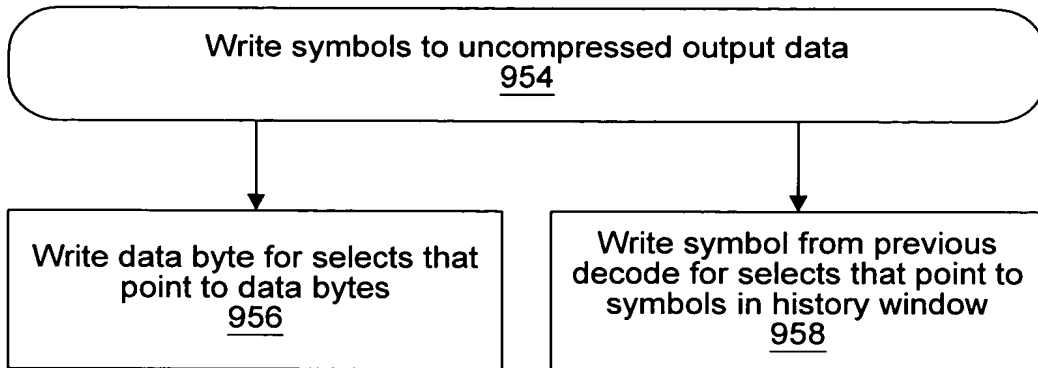 Write symbols to uncompressed output data
954
Write data byte for selects that
point to data bytes
956
Write symbol from previous
decode for selects that point to
symbols in history window
958